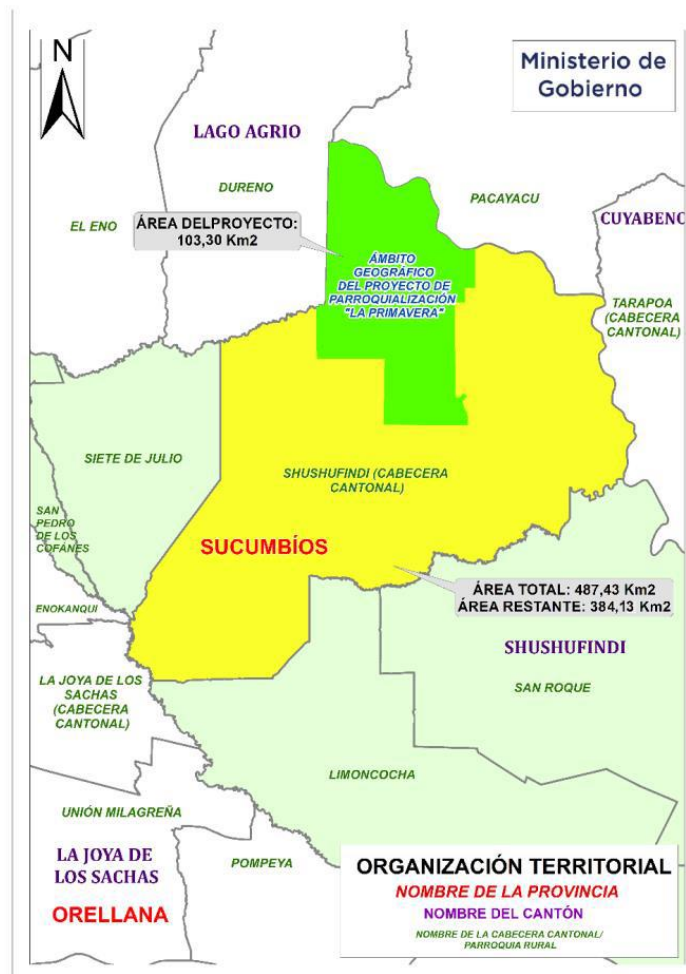 N
Ministerio de
Gobierno
LAGO AGRIO
DURENO
PACAYACU
EL ENO
ÁREA DELPROYECTO:
103,30 Km2
CUYABENO
ÁMBITO
GEOGRÁFICO
DEL PROYECTO DE
PARROQUIALIZACIÓN
"LA PRIMAVERA"
TARAPOA
(CABECERA
CANTONAL)
SIETE DE JULIO
SHUSHUFINDI (CABECERA
CANTONAL)
SAN
PEDRO
DE LOS
COFANES
SUCUMBÍOS
ENOKANQUI
ÁREA TOTAL: 487,43 Km2
ÁREA RESTANTE: 384,13 Km2
SHUSHUFINDI
SAN ROQUE
LA JOYA DE LOS
SACHAS
(CABECERA
CANTONAL)
LIMONCOCHA
UNIÓN MILAGREÑA
LA JOYA DE
LOS SACHAS
POMPEYA
ORELLANA
ORGANIZACIÓN TERRITORIAL
NOMBRE DE LA PROVINCIA
NOMBRE DEL CANTÓN
NOMBRE DE LA CABECERA CANTONAL/
PARROQUIA RURAL